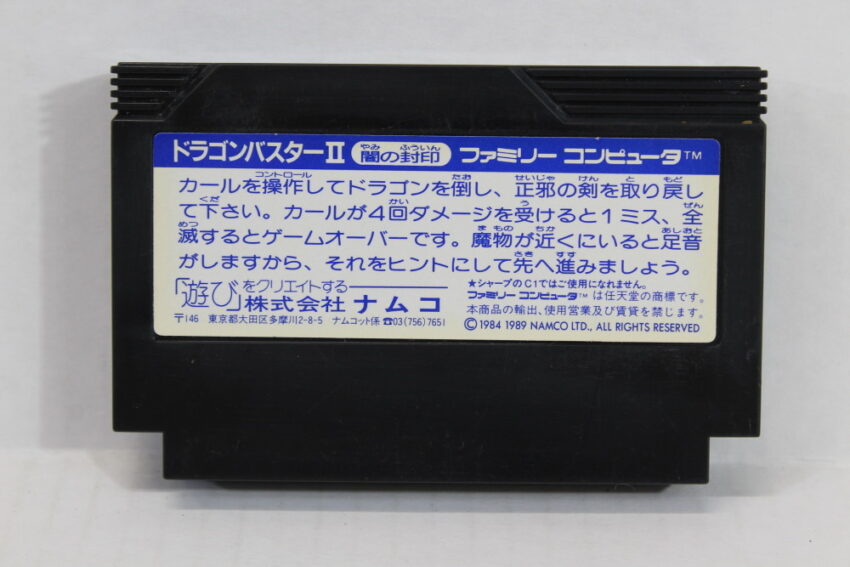 ドラゴンバスターII 闇の封印 ファミリー コンピュータ™
カールを操作してドラゴンを倒し、正邪の剣を取り戻し
て下さい。カールが4回ダメージを受けると1ミス、全
滅するとゲームオーバーです。魔物が近くにいると足音
がしますから、それをヒントにして先へ進みましょう。
「遊び」をクリエイトする
株式会社 ナムコ
〒146 東京都大田区多摩川2-8-5 ナムコット係 ☎03(756)7651
★シャープのC1ではご使用になれません。
ファミリー コンピュータ™ は任天堂の商標です。
本商品の輸出、使用営業及び賃貸を禁じます。
©1984 1989 NAMCO LTD., ALL RIGHTS RESERVED